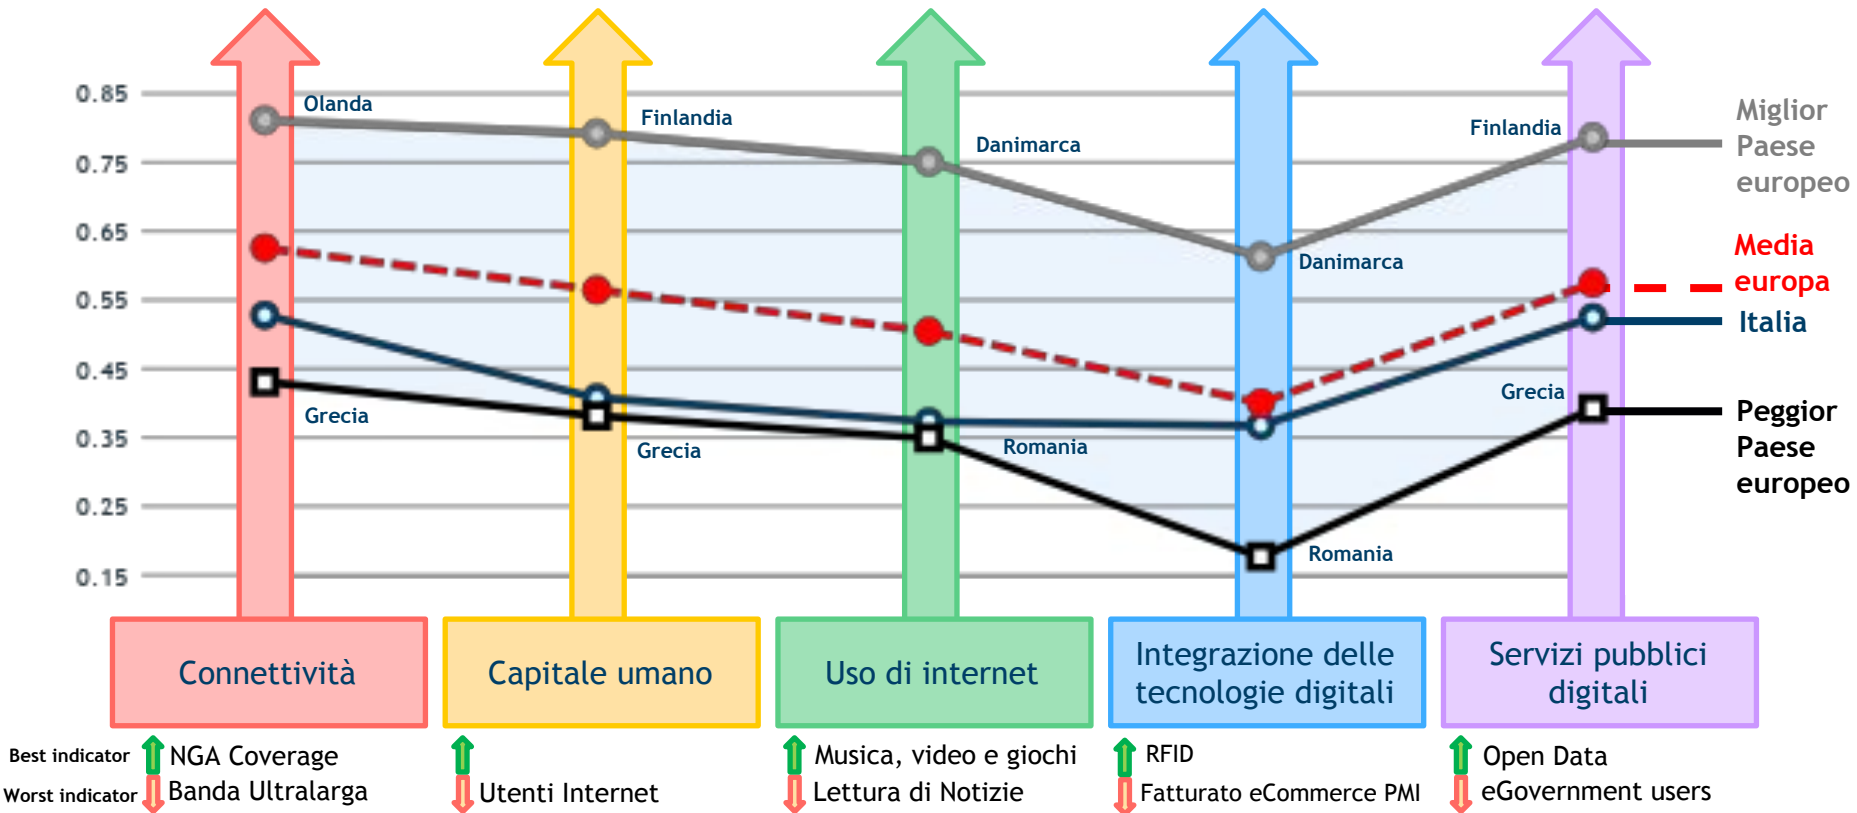 0.85
0.75
0.65
0.55
0.45
0.35
0.25
0.15
Olanda
Finlandia
Danimarca
Danimarca
Finlandia
Grecia
Grecia
Romania
Romania
Grecia
Miglior
Paese
europeo
Media
europa
Italia
Peggior
Paese
europeo
Connettività
Capitale umano
Uso di internet
Integrazione delle
tecnologie digitali
Servizi pubblici
digitali
Best indicator
NGA Coverage
Musica, video e giochi
RFID
Open Data
Worst indicator
Banda Ultralarga
Utenti Internet
Lettura di Notizie
Fatturato eCommerce PMI
eGovernment users